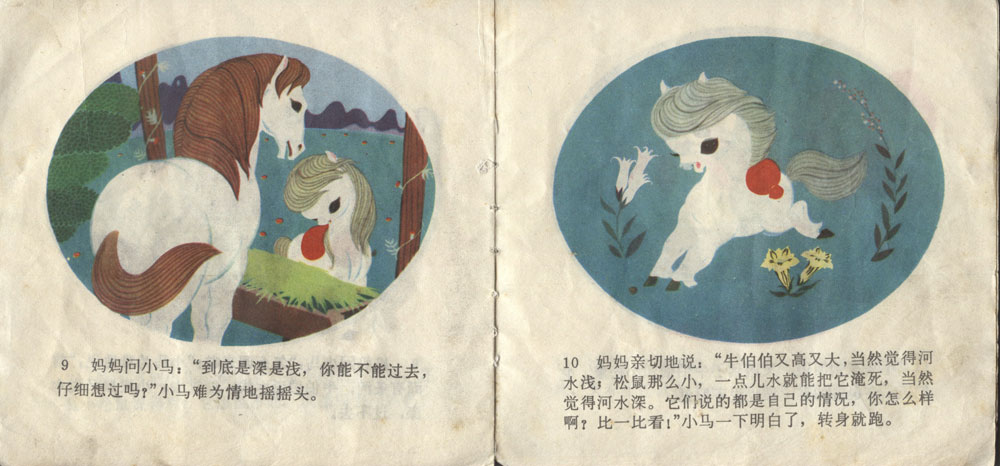 9 妈妈问小马:“到底是深是浅，你能不能过去，
仔细想过吗?”小马难为情地摇摇头。
10 妈妈亲切地说:“牛伯伯又高又大,当然觉得河
水浅；松鼠那么小，一点儿水就能把它淹死，当然
觉得河水深。它们说的都是自己的情况，你怎么样
啊？比一比看!”小马一下明白了，转身就跑。